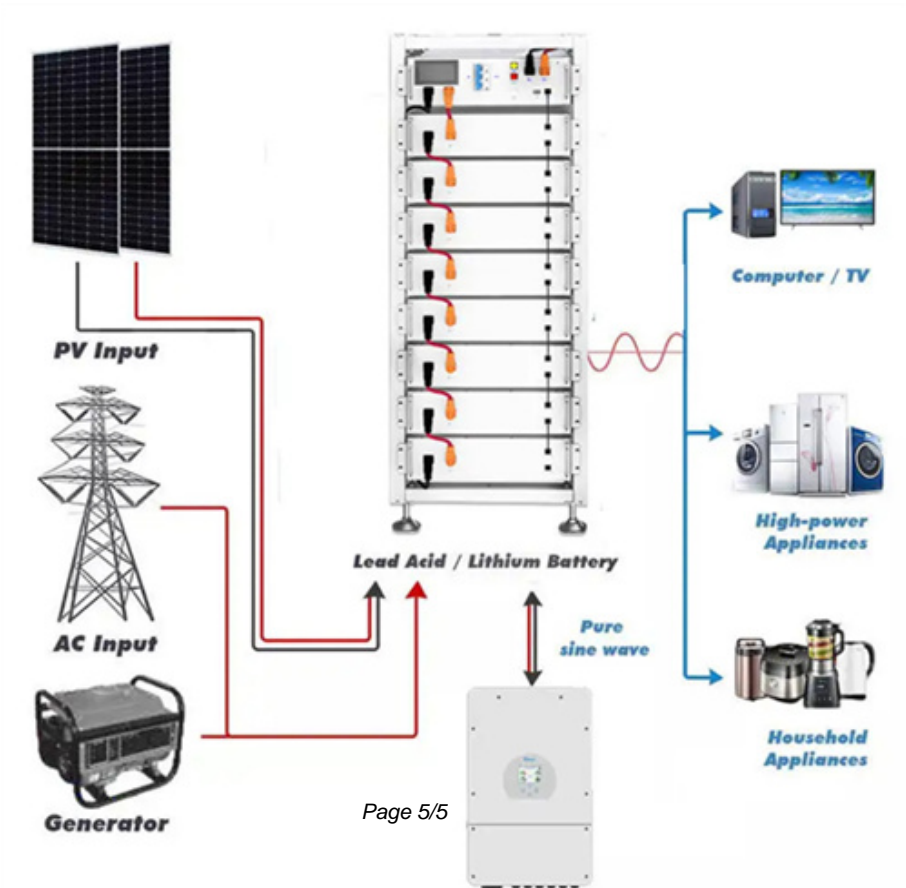 PV Input
AC Input
Generator
Lead Acid / Lithium Battery
Pure
sine wave
Computer / TV
High-power
Appliances
Household
Appliances
Page 5/5